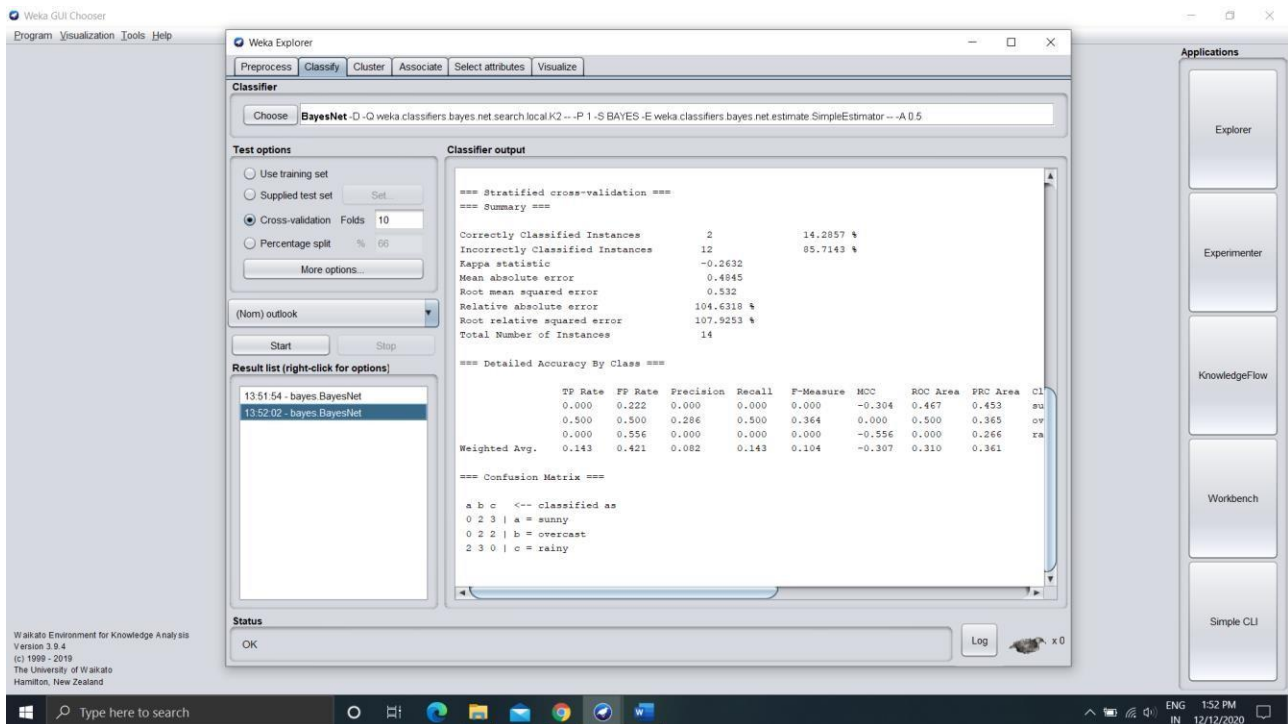 Weka GUI Chooser
Program Visualization Tools Help
Weka Explorer
Preprocess Classify Cluster Associate Select attributes Visualize
Classifier
Choose BayesNet -D -Q weka.classifiers.bayes.net.search.local.K2 -- -P 1 -S BAYES -E weka.classifiers.bayes.net.estimate.SimpleEstimator -- -A 0.5
Test options
Use training set
Supplied test set Set...
Cross-validation Folds 10
Percentage split % 66
More options...
(Nom) outlook
Start Stop
Result list (right-click for options)
13:51:54 - bayes.BayesNet
13:52:02 - bayes.BayesNet
Classifier output
=== Stratified cross-validation ===
=== Summary ===
Correctly Classified Instances 2 14.2857 %
Incorrectly Classified Instances 12 85.7143 %
Kappa statistic -0.2632
Mean absolute error 0.4845
Root mean squared error 0.532
Relative absolute error 104.6318 %
Root relative squared error 107.9253 %
Total Number of Instances 14
=== Detailed Accuracy By Class ===
TP Rate FP Rate Precision Recall F-Measure MCC ROC Area PRC Area Cl
0.000 0.222 0.000 0.000 0.000 -0.304 0.467 0.453 su
0.500 0.500 0.286 0.500 0.364 0.000 0.500 0.365 ov
0.000 0.556 0.000 0.000 0.000 -0.556 0.000 0.266 ra
Weighted Avg. 0.143 0.421 0.082 0.143 0.104 -0.307 0.310 0.361
=== Confusion Matrix ===
a b c <-- classified as
0 2 3 | a = sunny
0 2 2 | b = overcast
2 3 0 | c = rainy
Status
OK
Log x 0
Applications
Explorer
Experimenter
KnowledgeFlow
Workbench
Simple CLI
Waikato Environment for Knowledge Analysis
Version 3.9.4
(c) 1999 - 2019
The University of Waikato
Hamilton, New Zealand
Type here to search
W
ENG 1:52 PM
IN 12/12/2020